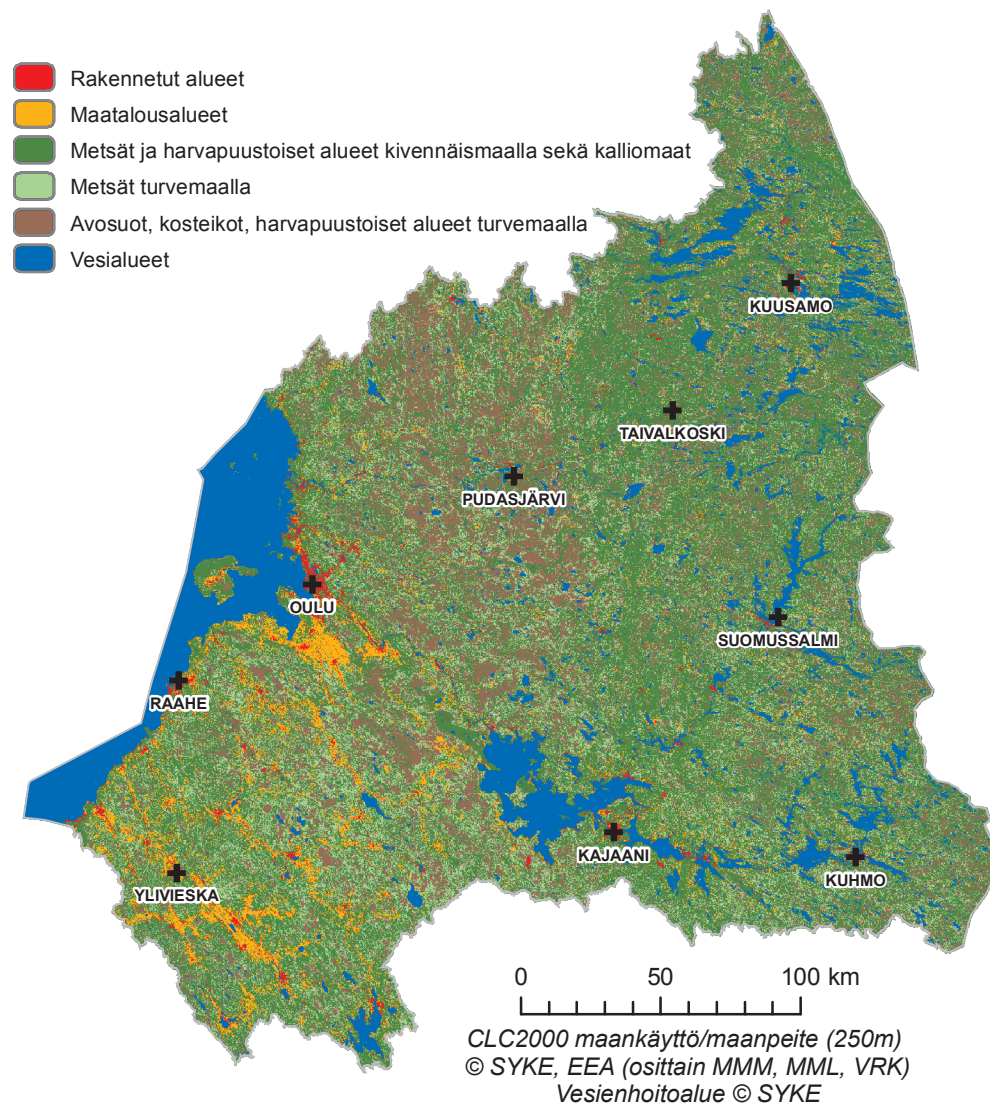 Rakennetut alueet
Maatalousalueet
Metsät ja harvapuustoiset alueet kivennäismaalla sekä kalliomaat
Metsät turvemaalla
Avosuot, kosteikot, harvapuustoiset alueet turvemaalla
Vesialueet
KUUSAMO
TAIVALKOSKI
PUDASJÄRVI
OULU
SUOMUSSALMI
RAAHE
KAJAANI
KUHMO
YLIVIESKA
0 50 100 km
CLC2000 maankäyttö/maanpeite (250m)
© SYKE, EEA (osittain MMM, MML, VRK)
Vesienhoitoalue © SYKE